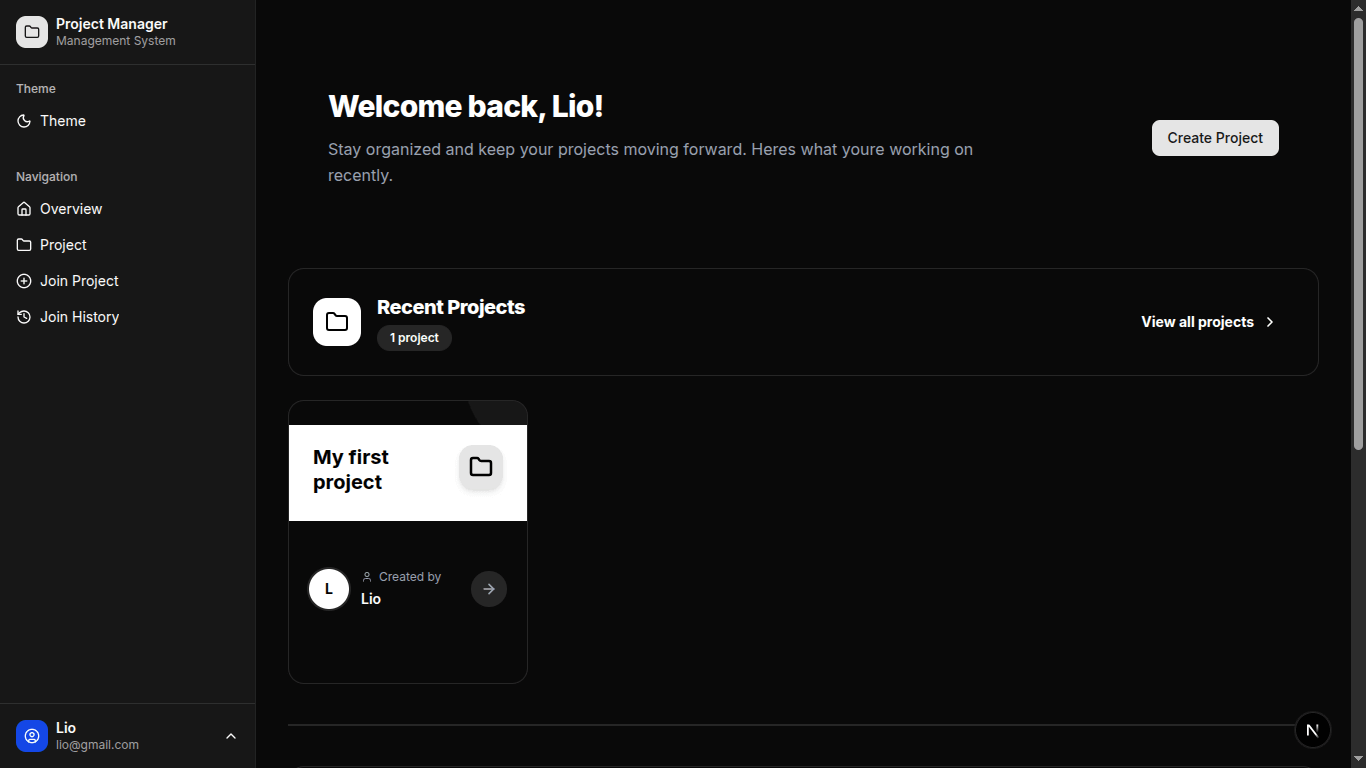 Project Manager
Management System
Theme
Theme
Navigation
Overview
Project
Join Project
Join History
Lio
lio@gmail.com
Welcome back, Lio!
Stay organized and keep your projects moving forward. Heres what youre working on
recently.
Create Project
Recent Projects
1 project
View all projects
My first
project
L
Created by
Lio
N